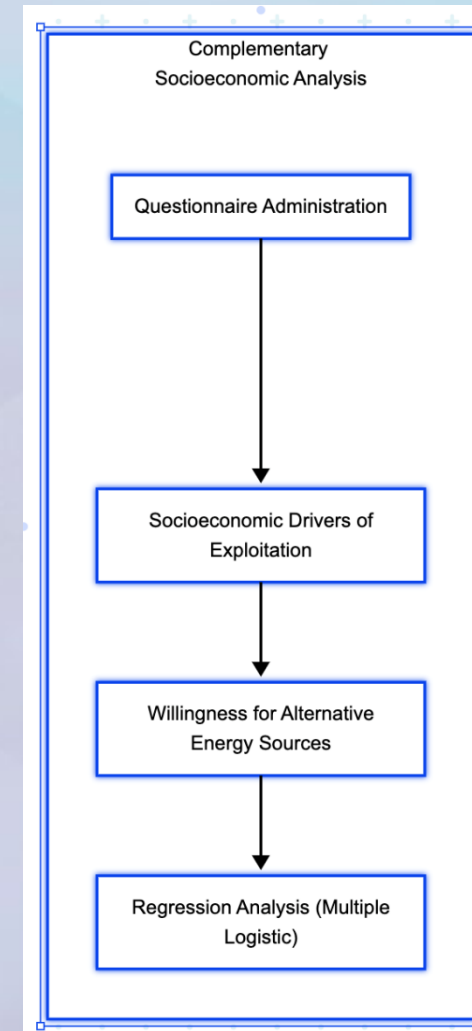 Complementary
Socioeconomic Analysis
Questionnaire Administration
Socioeconomic Drivers of
Exploitation
Willingness for Alternative
Energy Sources
Regression Analysis (Multiple
Logistic)